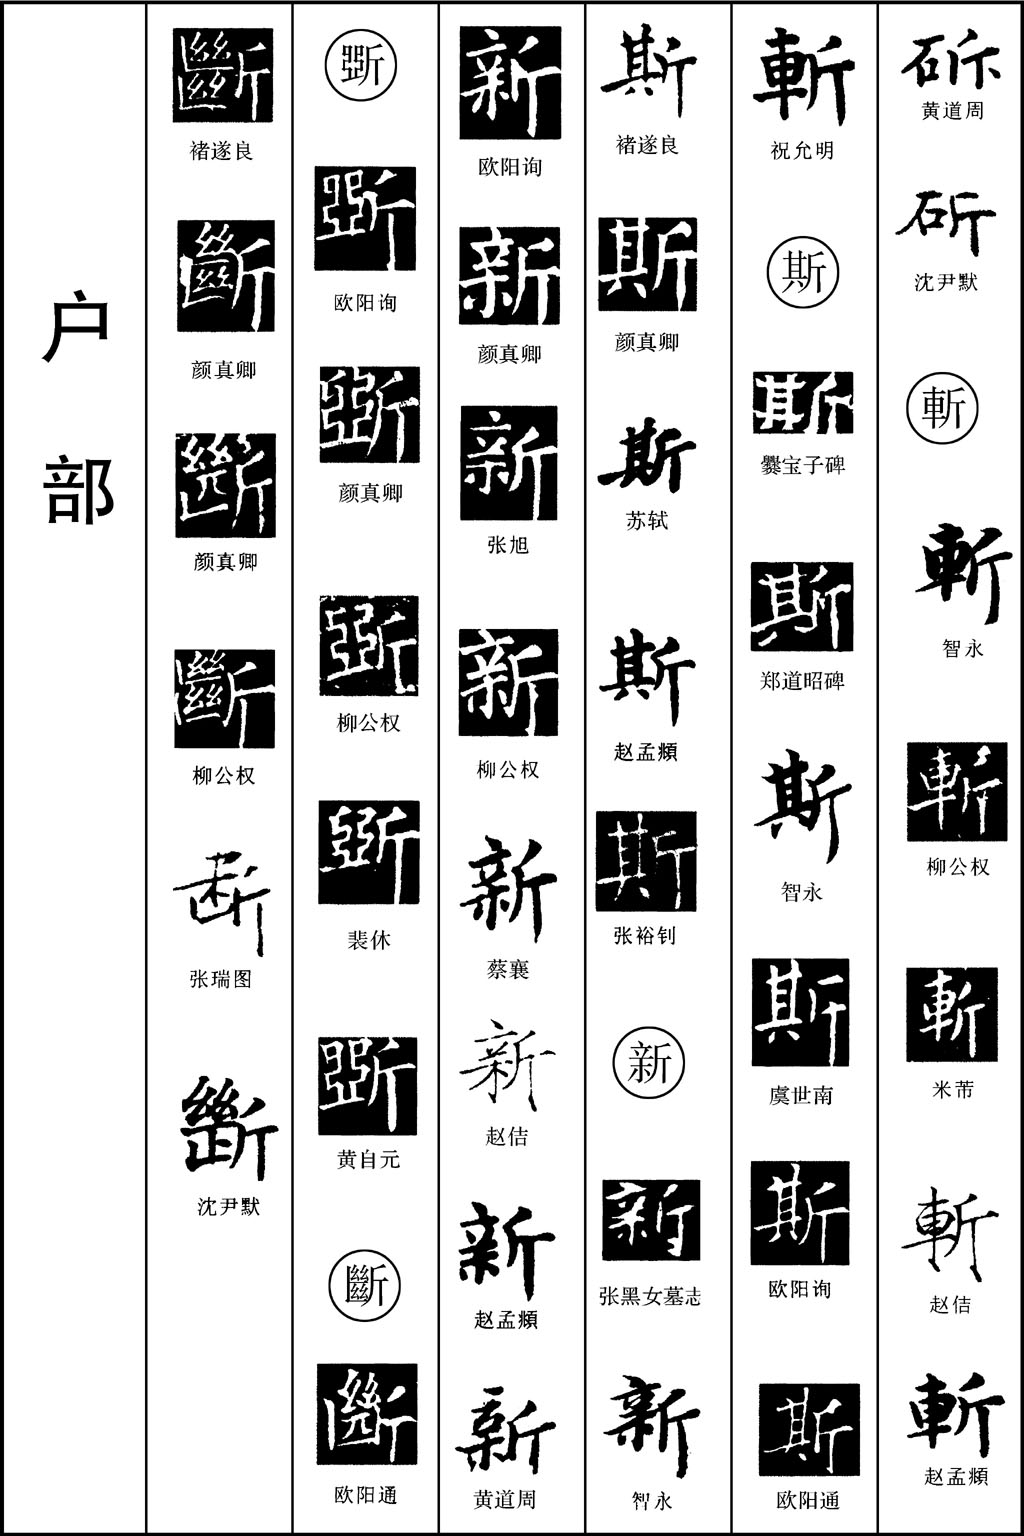 斫
黄道周
斫
沈尹默
斬
斬
智永
斬
柳公权
斬
米芾
斬
赵佶
斬
赵孟頫
斬
祝允明
斯
斯
爨宝子碑
斯
郑道昭碑
斯
智永
斯
虞世南
斯
欧阳询
斯
欧阳通
斯
褚遂良
斯
颜真卿
斯
苏轼
斯
赵孟頫
斯
张裕钊
新
新
张黑女墓志
新
智永
新
欧阳询
新
颜真卿
新
张旭
新
柳公权
新
蔡襄
新
赵佶
新
赵孟頫
新
黄道周
斲
斲
欧阳询
斲
颜真卿
斲
柳公权
斲
裴休
斲
黄自元
斷
斷
欧阳通
斷
褚遂良
斷
颜真卿
斷
颜真卿
斷
柳公权
断
张瑞图
斷
沈尹默
户部